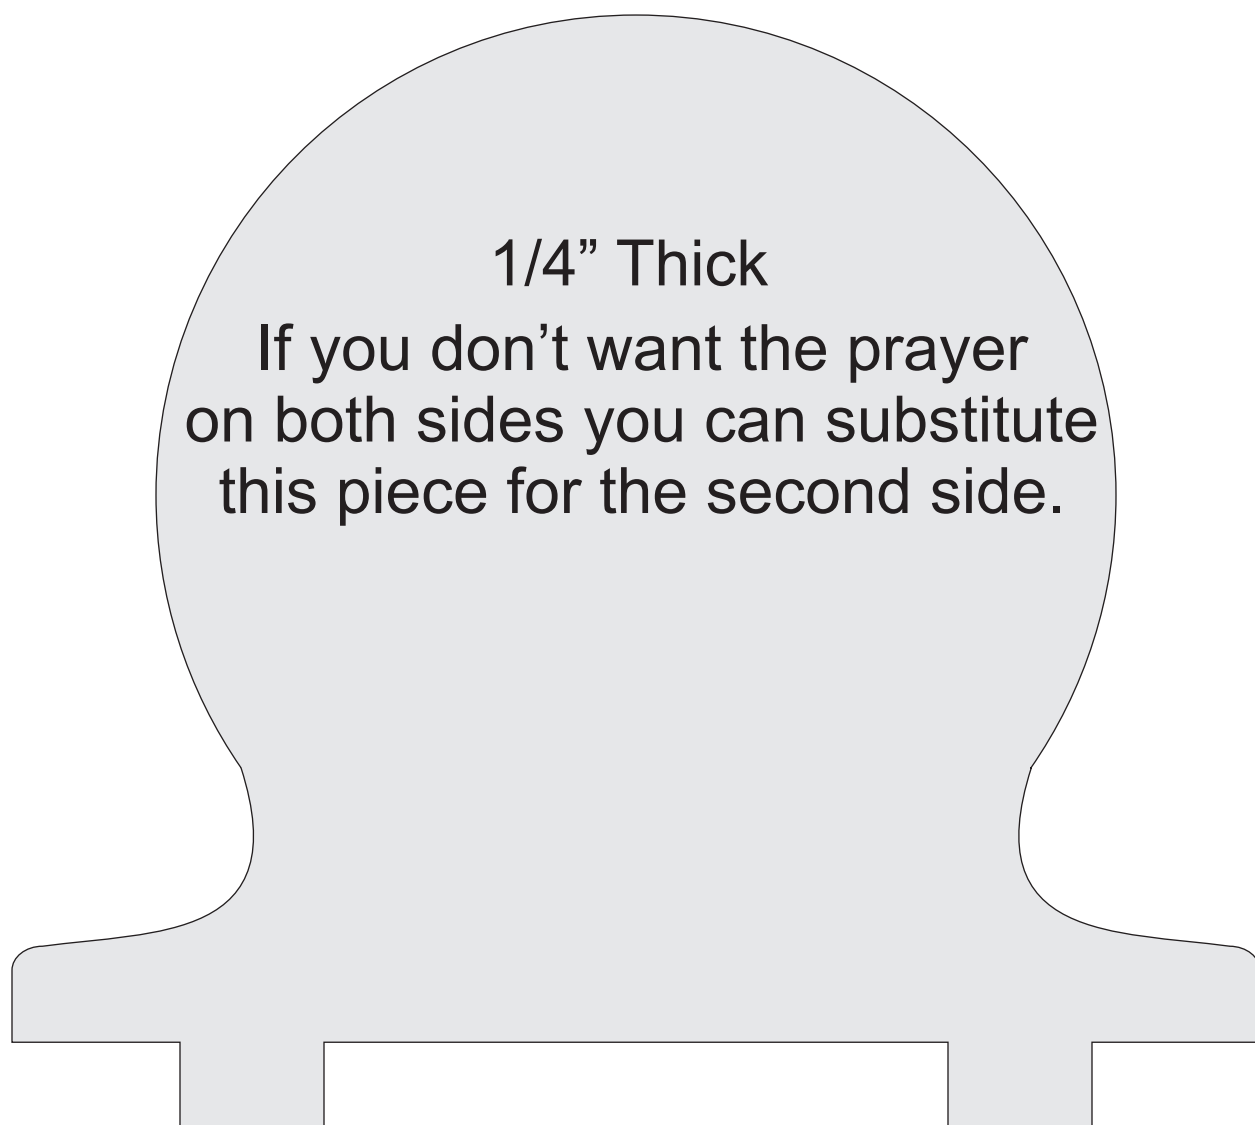 1/4” Thick
If you don’t want the prayer
on both sides you can substitute
this piece for the second side.